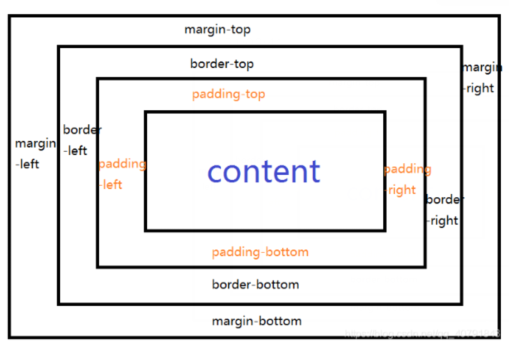 margin-top
border-top
margin
-right
padding-top
border
-left
margin
-left
padding
-left
content
padding
-right
border
-right
padding-bottom
border-bottom
margin-bottom